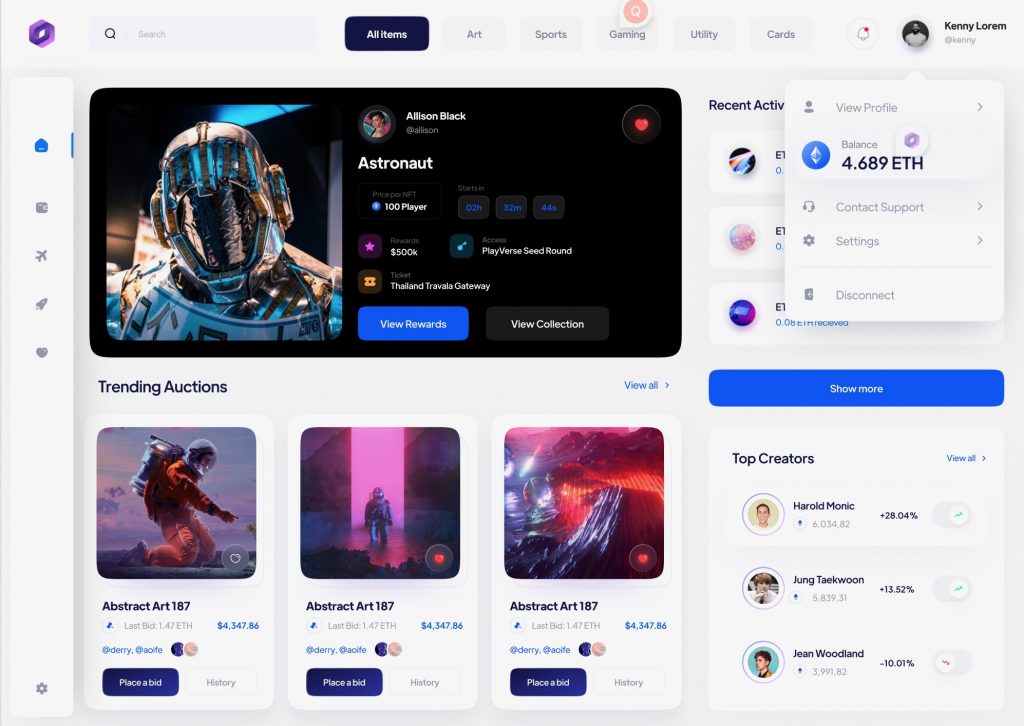 Search
All items
Art
Sports
Q
Gaming
Utility
Cards
Kenny Lorem
@kenny
Allison Black
@allison
Astronaut
Price per NFT
100 Player
Starts in
02h
32m
44s
Rewards
$500k
Access
PlayVerse Seed Round
Ticket
Thailand Travala Gateway
View Rewards
View Collection
Recent Activ
ET
0.
ET
0.
ET
0.08 ETH recieved
View Profile
Balance
4.689 ETH
Contact Support
Settings
Disconnect
Show more
Trending Auctions
View all
Abstract Art 187
Last Bid: 1.47 ETH
$4,347.86
@derry, @aoife
Place a bid
History
Abstract Art 187
Last Bid: 1.47 ETH
$4,347.86
@derry, @aoife
Place a bid
History
Abstract Art 187
Last Bid: 1.47 ETH
$4,347.86
@derry, @aoife
Place a bid
History
Top Creators
View all
Harold Monic
6,034,82
+28.04%
Jung Taekwoon
5,839,31
+13.52%
Jean Woodland
3,991,82
-10.01%